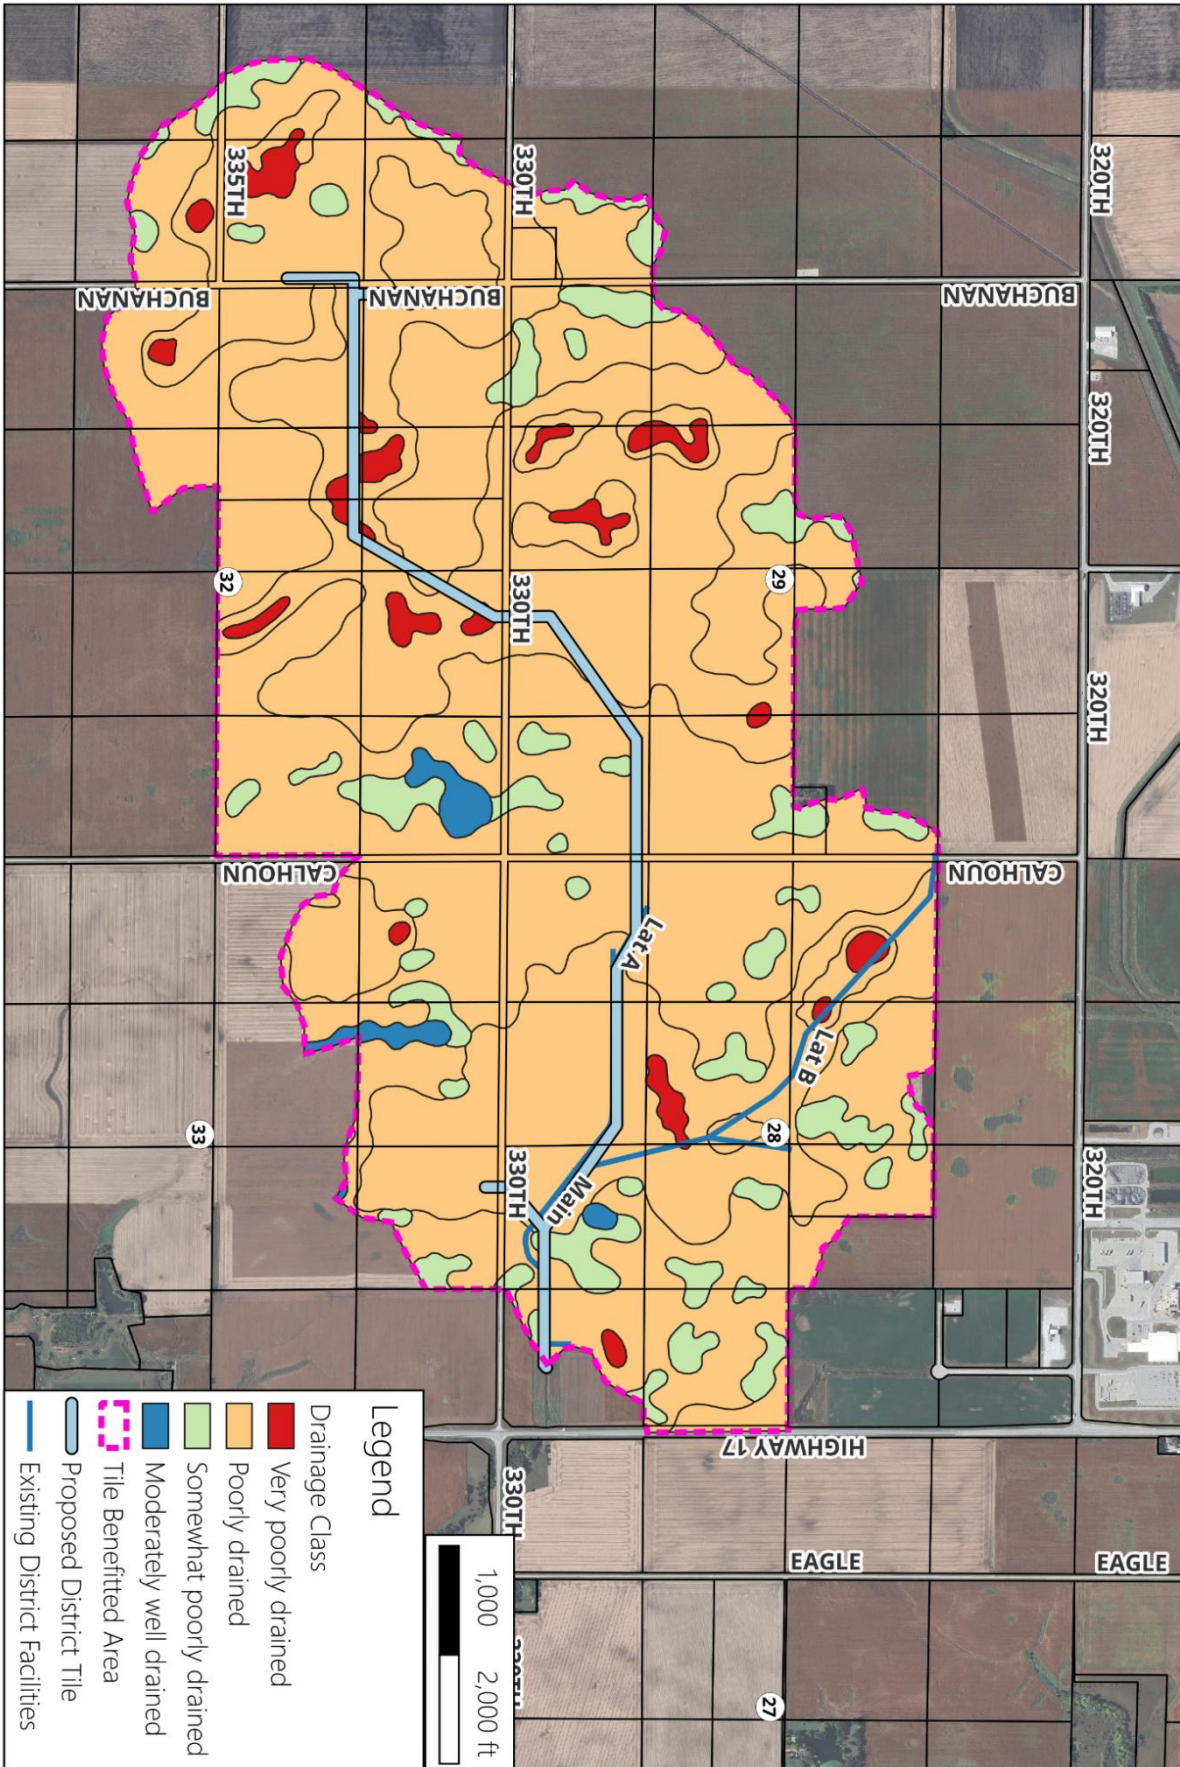 320TH
320TH
320TH
320TH
BUCHANAN
BUCHANAN
BUCHANAN
335TH
330TH
330TH
330TH
330TH
330TH
CALHOUN
CALHOUN
HIGHWAY 17
EAGLE
EAGLE
29
32
28
33
27
Lat A
Lat B
Main
1,000
2,000 ft
Legend
Drainage Class
Very poorly drained
Poorly drained
Somewhat poorly drained
Moderately well drained
Tile Benefitted Area
Proposed District Tile
Existing District Facilities